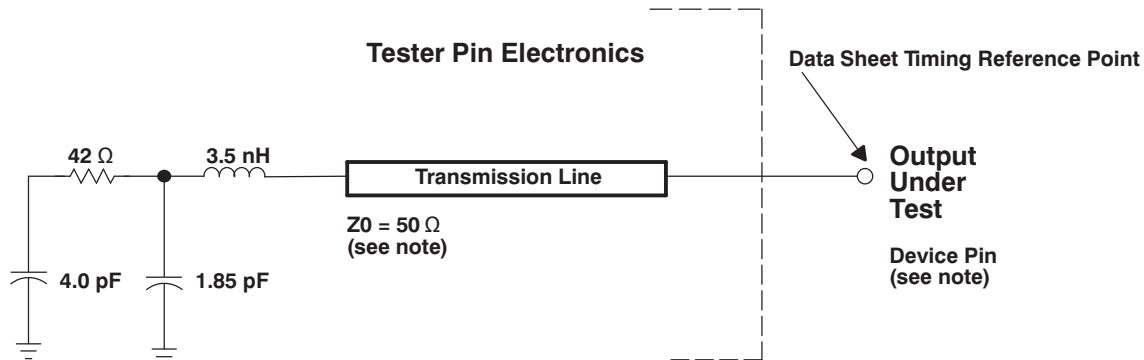 Tester Pin Electronics
Data Sheet Timing Reference Point
42 Ω
3.5 nH
Transmission Line
Output
Under
Test
Z0 = 50 Ω
(see note)
Device Pin
(see note)
4.0 pF
1.85 pF